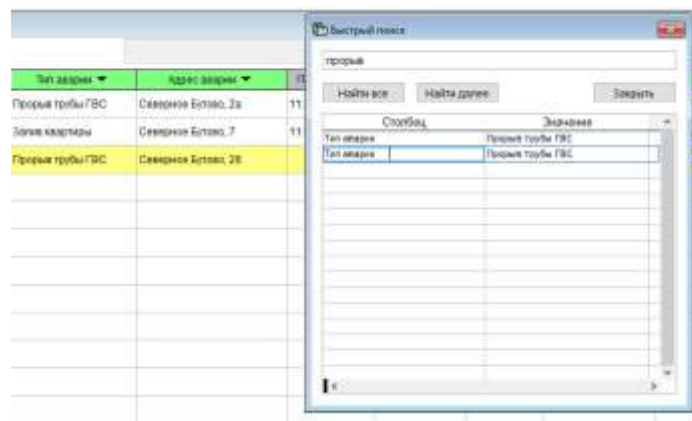 Быстрый поиск
прорыв
Найти все Найти далее Закрыть
Столбец Значение
Тип аварии Прорыв трубы ГВС
Тип аварии Прорыв трубы ГВС
Тип аварии Адрес аварии
Прорыв трубы ГВС Северное Бутово, 2а 11
Залив квартиры Северное Бутово, 7 11
Прорыв трубы ГВС Северное Бутово, 28